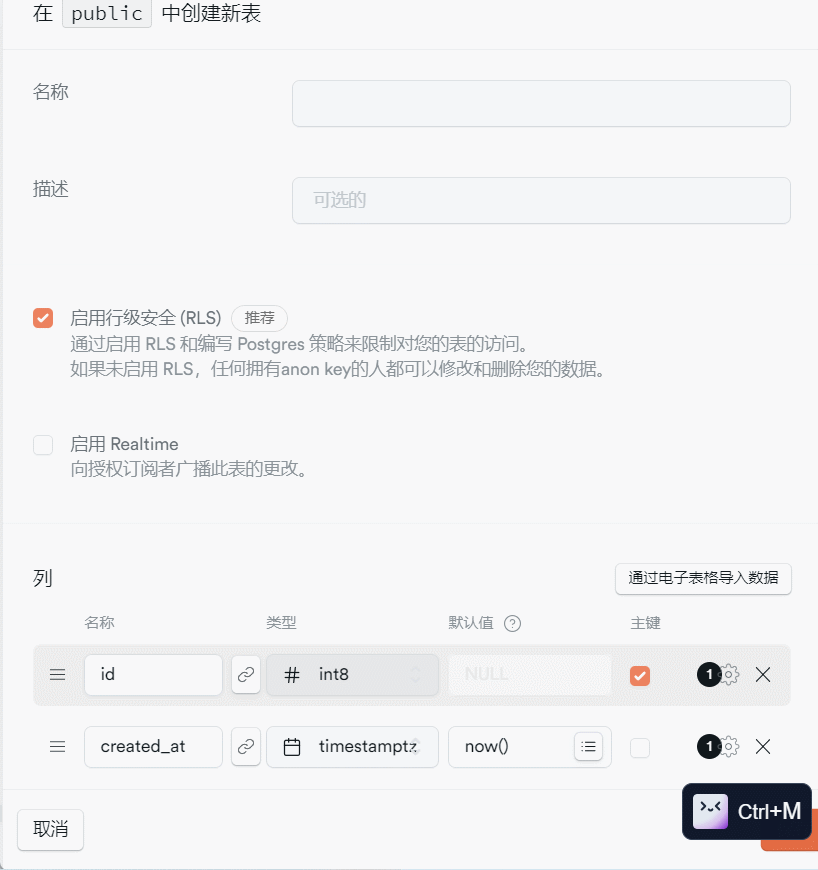 在 public 中创建新表
名称
描述
可选的
启用行级安全 (RLS) 推荐
通过启用 RLS 和编写 Postgres 策略来限制对您的表的访问。
如果未启用 RLS，任何拥有anon key的人都可以修改和删除您的数据。
启用 Realtime
向授权订阅者广播此表的更改。
列 通过电子表格导入数据
名称 类型 默认值 ? 主键
id # int8 NULL 1
created_at timestamptz now() 1
Ctrl+M
取消